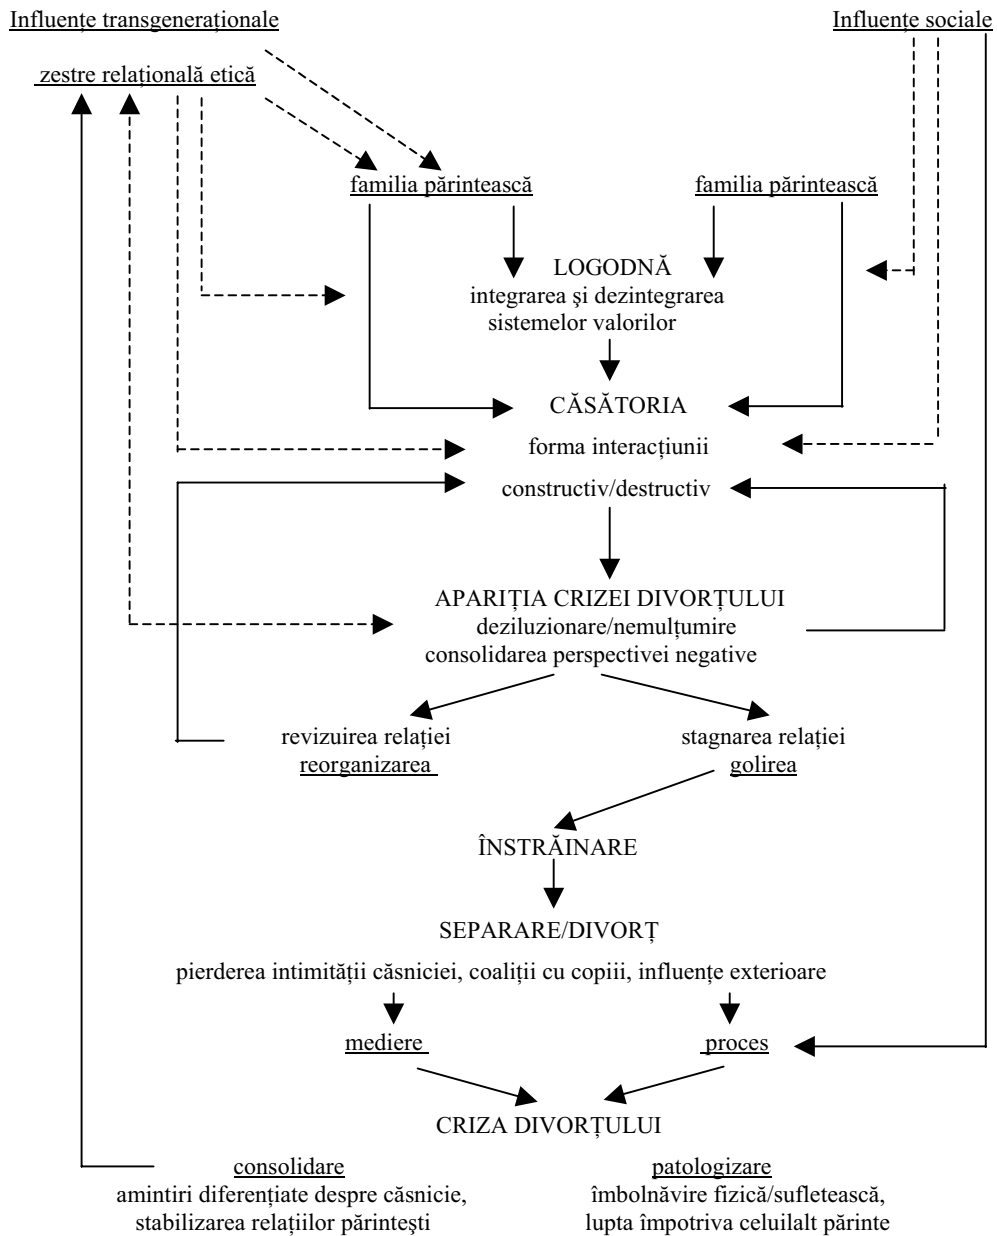 Influențe transgeneraționale
Influențe sociale
zestre relațională etică
familia părintească
familia părintească
LOGODNĂ
integrarea şi dezintegrarea
sistemelor valorilor
CĂSĂTORIA
forma interacțiunii
constructiv/destructiv
APARIȚIA CRIZEI DIVORȚULUI
deziluzionare/nemulțumire
consolidarea perspectivei negative
revizuirea relației
reorganizarea
stagnarea relației
golirea
ÎNSTRĂINARE
SEPARARE/DIVORȚ
pierderea intimității căsniciei, coaliții cu copiii, influențe exterioare
mediere
proces
CRIZA DIVORȚULUI
consolidare
amintiri diferențiate despre căsnicie,
stabilizarea relațiilor părinteşti
patologizare
îmbolnăvire fizică/sufletească,
lupta împotriva celuilalt părinte